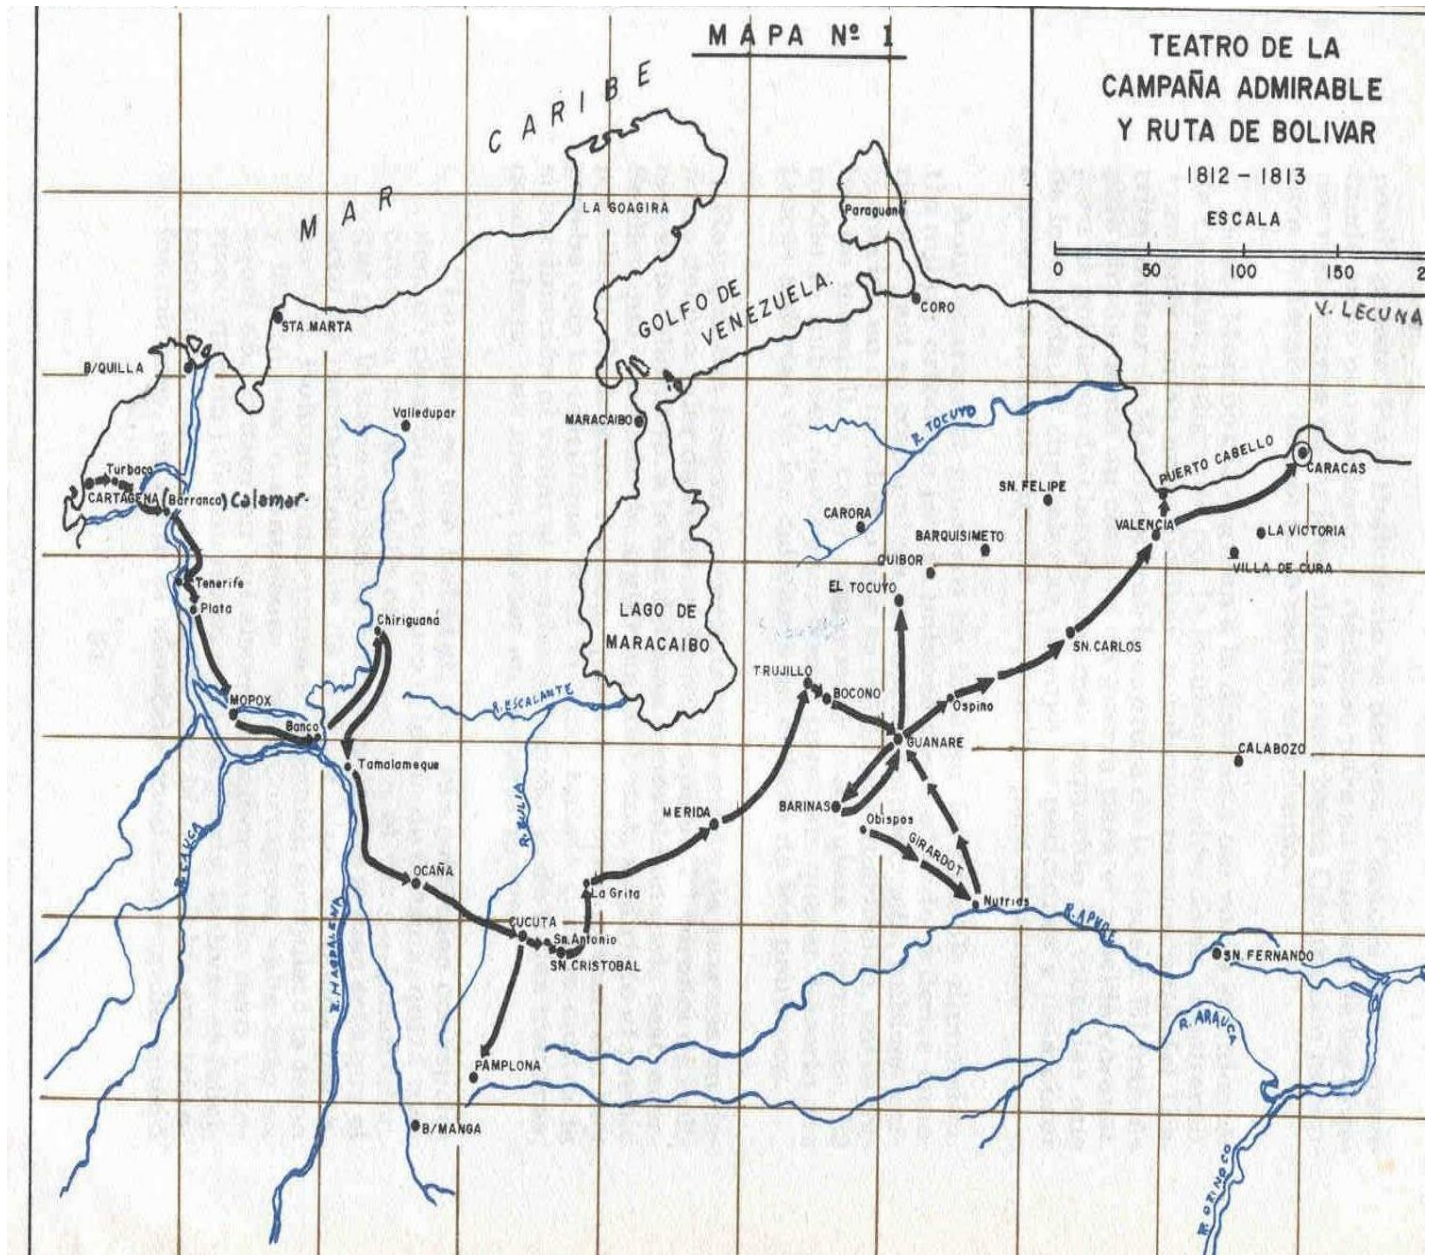 MAPA Nº 1
TEATRO DE LA
CAMPAÑA ADMIRABLE
Y RUTA DE BOLIVAR
1812 - 1813
ESCALA
0 50 100 150 2
V. LECUNA
MAR CARIBE
LA GOAGIRA
Paraguaná
GOLFO DE
VENEZUELA.
CORO
STA. MARTA
B/QUILLA
Valledupar
MARACAIBO
R. TOCUYO
PUERTO CABELLO
CARACAS
Turbaco
CARTAGENA (Barranca) Calamar
SN. FELIPE
CARORA
VALENCIA
LA VICTORIA
BARQUISIMETO
VILLA DE CURA
QUIBOR
Tenerife
EL TOCUYO
Plata
LAGO DE
MARACAIBO
Chiriguaná
SN. CARLOS
TRUJILLO
BOCONO
R. ESCALANTE
MOPOX
Ospino
Banco
GUANARE
CALABOZO
Tamalameque
MERIDA
BARINAS
Obispos
R. ZULIA
R. CAUCA
GIRARDOT
OCAÑA
La Grita
Nutrias
R. APURE
CUCUTA
Sn. Antonio
SN. CRISTOBAL
SN. FERNANDO
R. MAGDALENA
R. ARAUCA
PAMPLONA
B/MANGA
R. ORINOCO